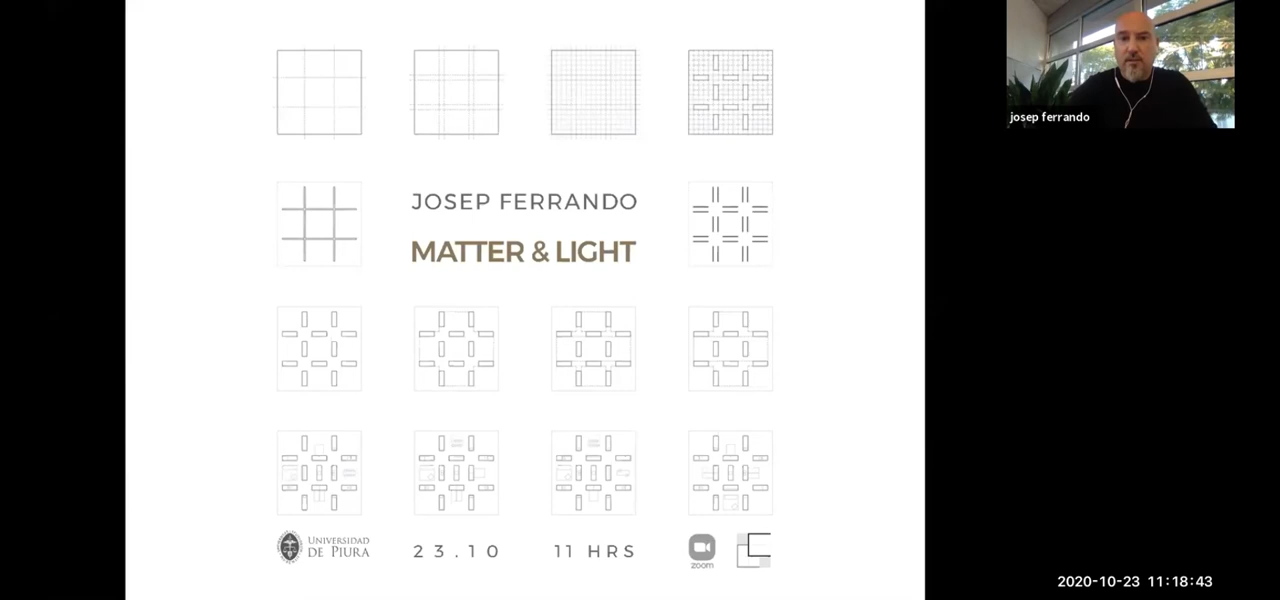 josep ferrando
JOSEP FERRANDO
MATTER & LIGHT
UNIVERSIDAD
DE PIURA
23.10
11 HRS
zoom
2020-10-23 11:18:43